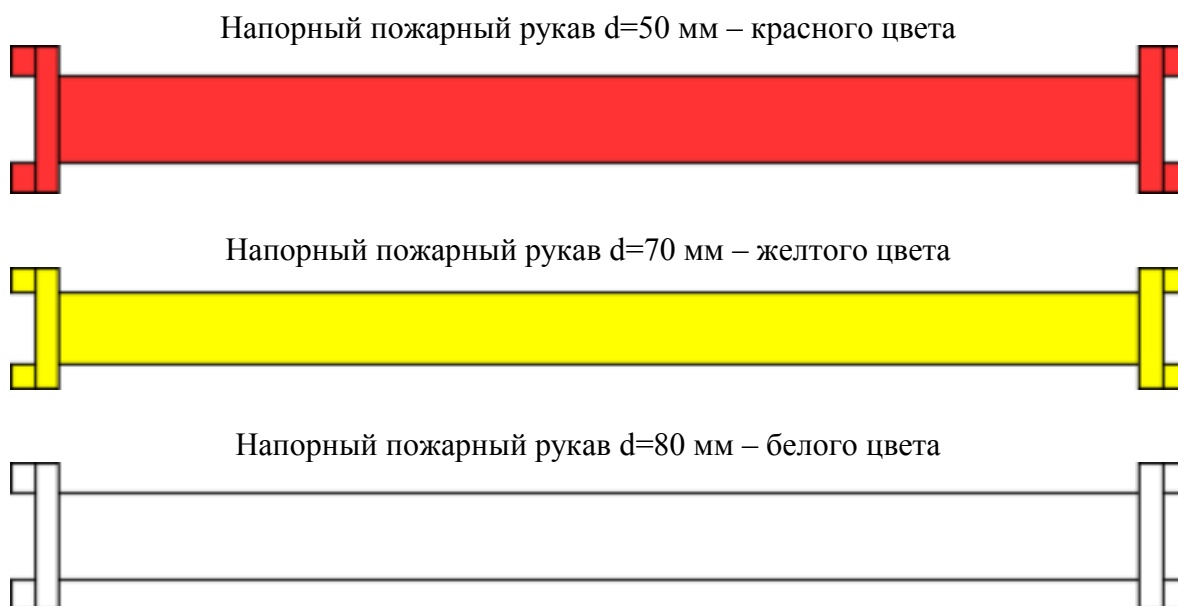 Напорный пожарный рукав d=50 мм – красного цвета
Напорный пожарный рукав d=70 мм – желтого цвета
Напорный пожарный рукав d=80 мм – белого цвета